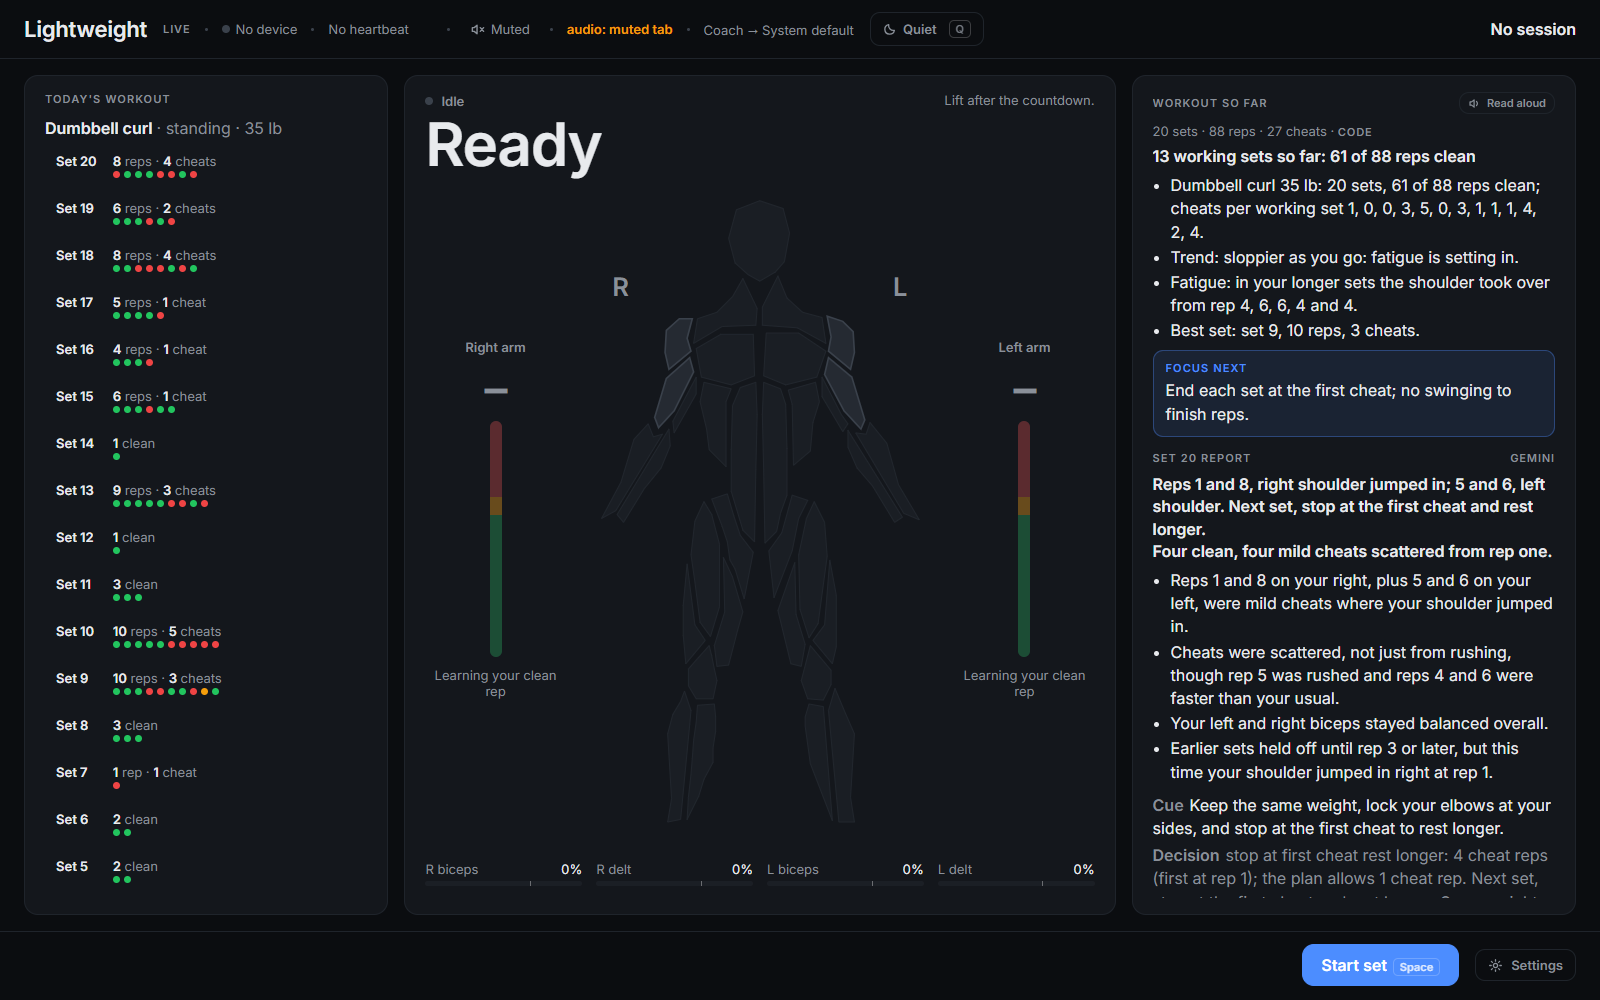 Lightweight LIVE · No device · No heartbeat · Muted · audio: muted tab · Coach → System default Quiet Q No session
TODAY'S WORKOUT
Dumbbell curl · standing · 35 lb
Set 20 8 reps · 4 cheats
Set 19 6 reps · 2 cheats
Set 18 8 reps · 4 cheats
Set 17 5 reps · 1 cheat
Set 16 4 reps · 1 cheat
Set 15 6 reps · 1 cheat
Set 14 1 clean
Set 13 9 reps · 3 cheats
Set 12 1 clean
Set 11 3 clean
Set 10 10 reps · 5 cheats
Set 9 10 reps · 3 cheats
Set 8 3 clean
Set 7 1 rep · 1 cheat
Set 6 2 clean
Set 5 2 clean
Idle Lift after the countdown.
Ready
R L
Right arm Left arm
Learning your clean
rep
Learning your clean
rep
R biceps 0% R delt 0% L biceps 0% L delt 0%
WORKOUT SO FAR Read aloud
20 sets · 88 reps · 27 cheats · CODE
13 working sets so far: 61 of 88 reps clean
• Dumbbell curl 35 lb: 20 sets, 61 of 88 reps clean;
cheats per working set 1, 0, 0, 3, 5, 0, 3, 1, 1, 1, 4,
2, 4.
• Trend: sloppier as you go: fatigue is setting in.
• Fatigue: in your longer sets the shoulder took over
from rep 4, 6, 6, 4 and 4.
• Best set: set 9, 10 reps, 3 cheats.
FOCUS NEXT
End each set at the first cheat; no swinging to
finish reps.
SET 20 REPORT GEMINI
Reps 1 and 8, right shoulder jumped in; 5 and 6, left
shoulder. Next set, stop at the first cheat and rest
longer.
Four clean, four mild cheats scattered from rep one.
• Reps 1 and 8 on your right, plus 5 and 6 on your
left, were mild cheats where your shoulder jumped
in.
• Cheats were scattered, not just from rushing,
though rep 5 was rushed and reps 4 and 6 were
faster than your usual.
• Your left and right biceps stayed balanced overall.
• Earlier sets held off until rep 3 or later, but this
time your shoulder jumped in right at rep 1.
Cue Keep the same weight, lock your elbows at your
sides, and stop at the first cheat to rest longer.
Decision stop at first cheat rest longer: 4 cheat reps
(first at rep 1); the plan allows 1 cheat rep. Next set,
Start set Space Settings